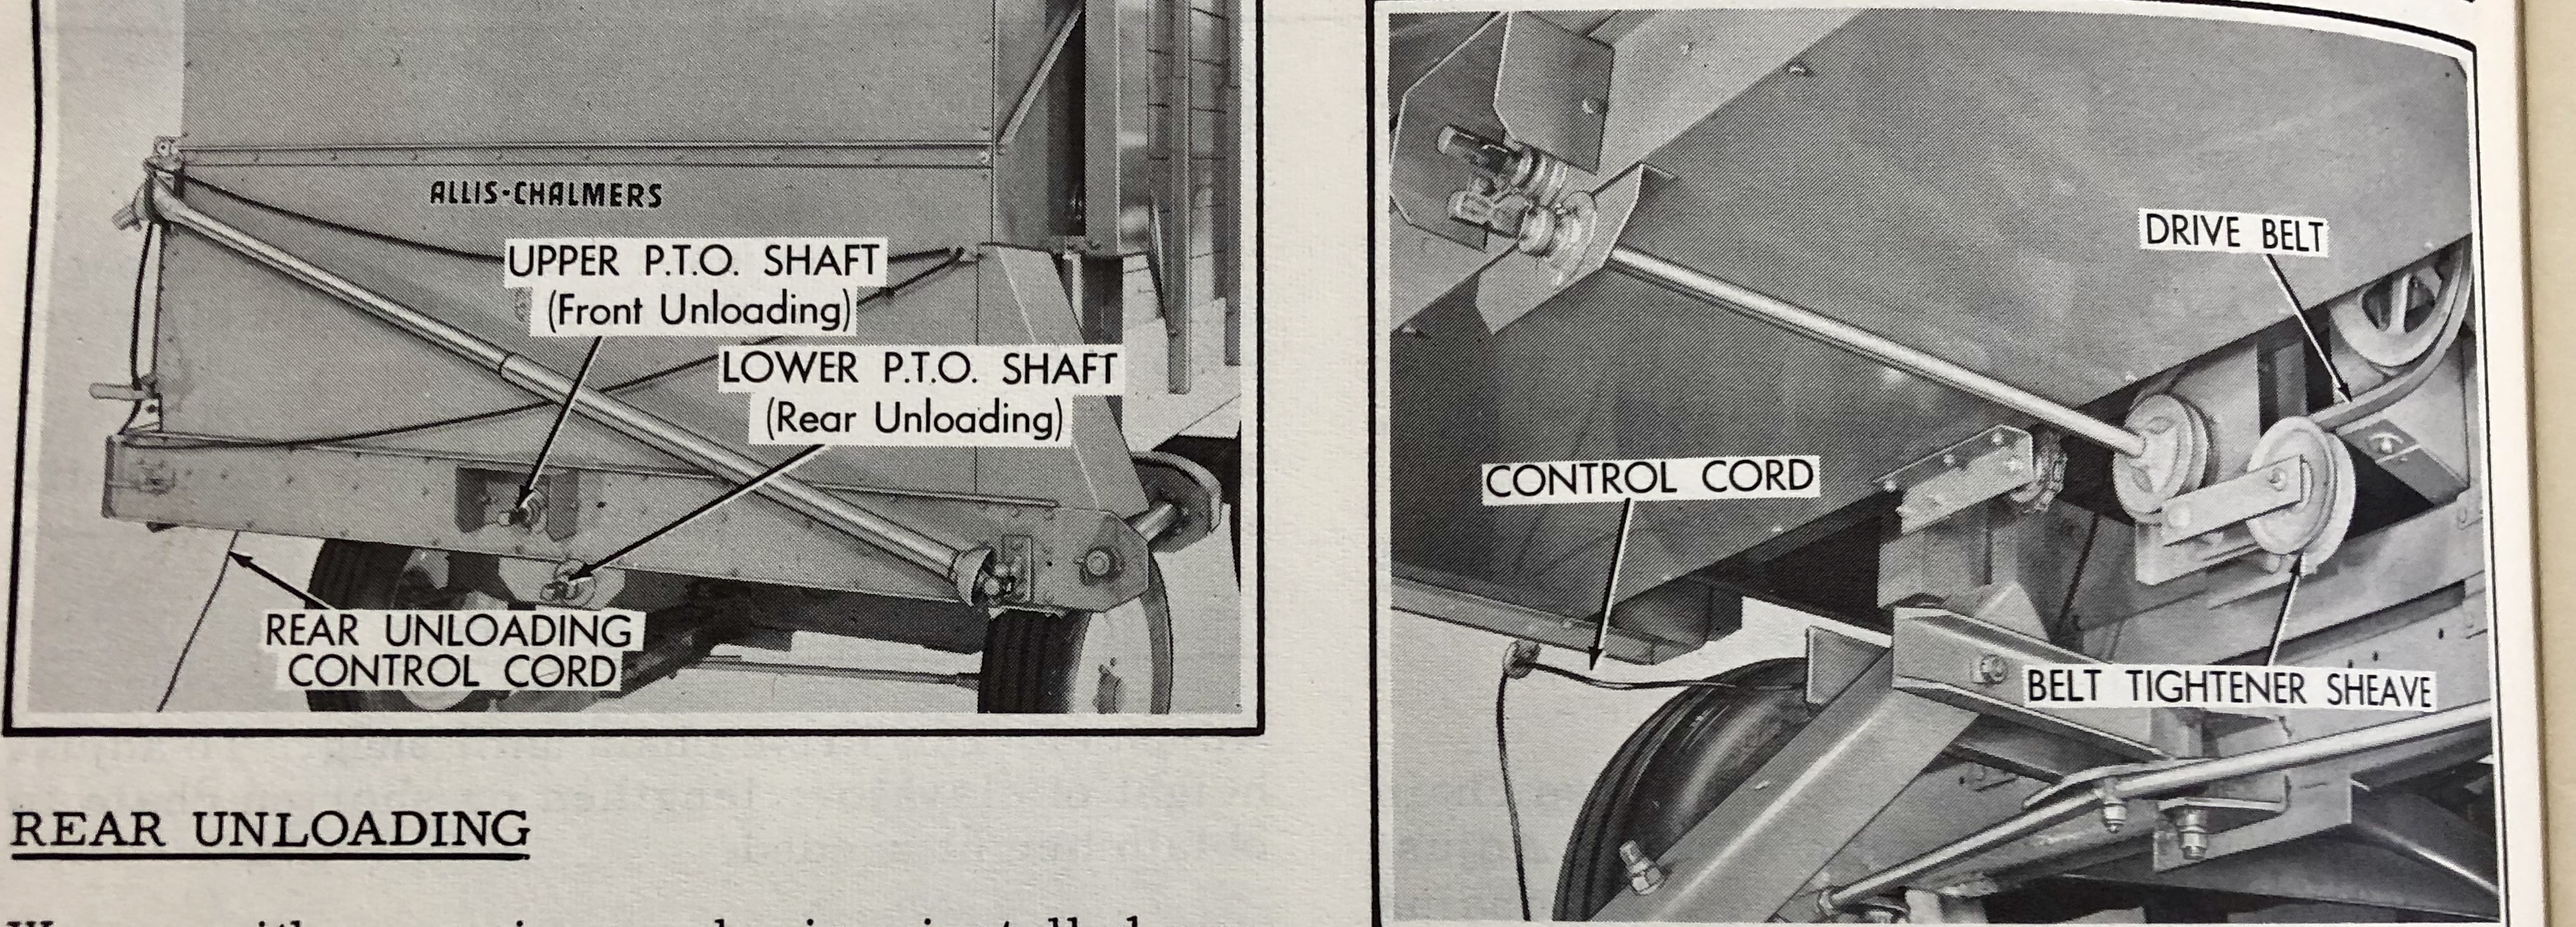 ALLIS-CHALMERS
UPPER P.T.O. SHAFT
(Front Unloading)
LOWER P.T.O. SHAFT
(Rear Unloading)
REAR UNLOADING
CONTROL CORD
REAR UNLOADING
DRIVE BELT
CONTROL CORD
BELT TIGHTENER SHEAVE